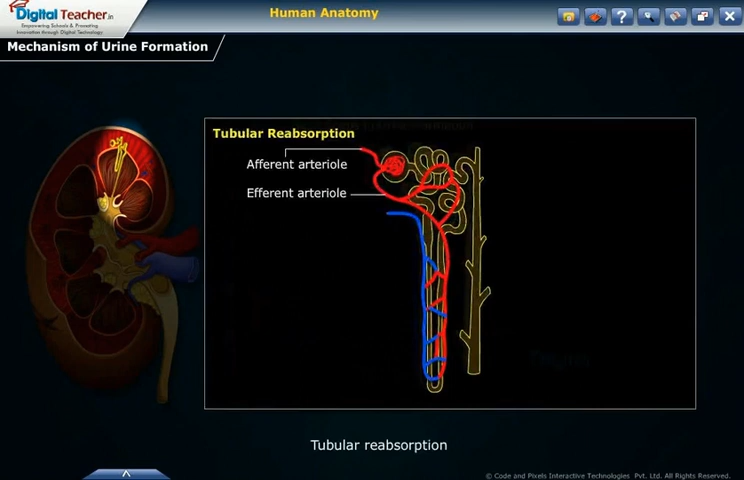 Digital Teacher.in
Empowering Schools & Promoting
Innovation through Digital Technology
Human Anatomy
?
Mechanism of Urine Formation
Tubular Reabsorption
Afferent arteriole
Efferent arteriole
Tubular reabsorption
© Code and Pixels Interactive Technologies Pvt. Ltd. All Rights Reserved.